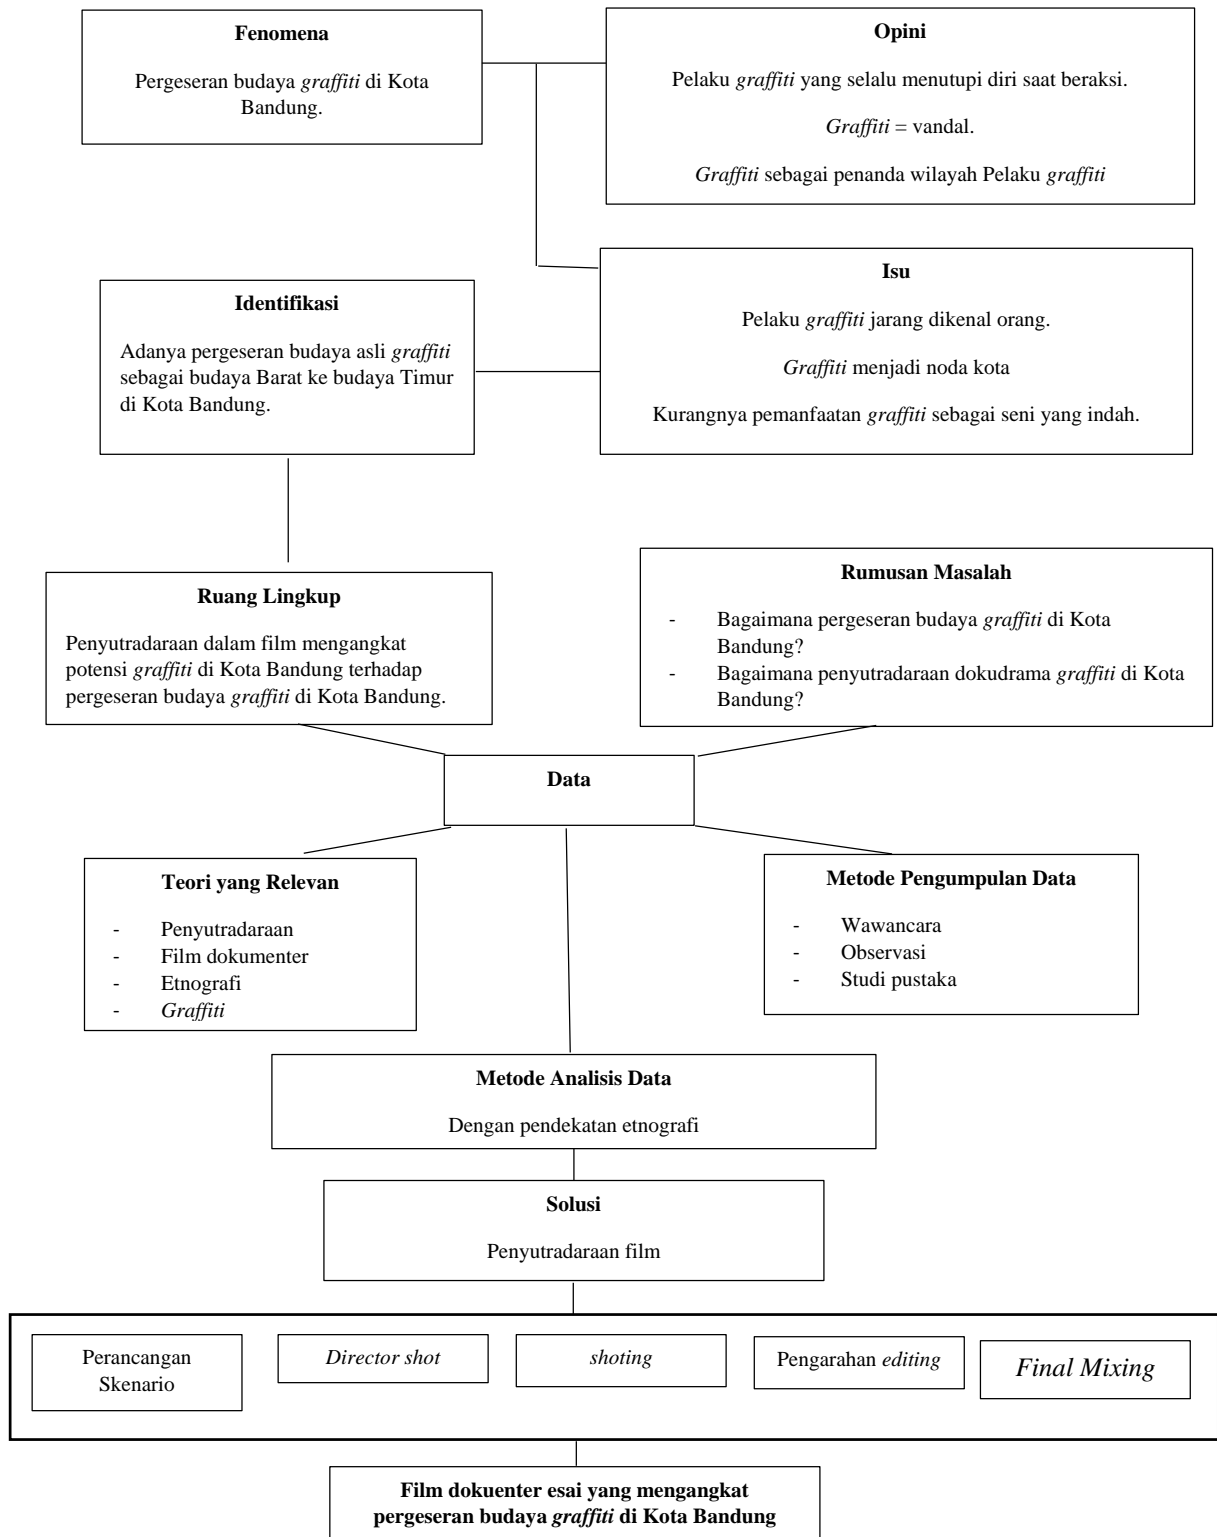 Fenomena
Pergeseran budaya graffiti di Kota
Bandung.
Opini
Pelaku graffiti yang selalu menutupi diri saat beraksi.
Graffiti = vandal.
Graffiti sebagai penanda wilayah Pelaku graffiti
Isu
Pelaku graffiti jarang dikenal orang.
Graffiti menjadi noda kota
Kurangnya pemanfaatan graffiti sebagai seni yang indah.
Identifikasi
Adanya pergeseran budaya asli graffiti
sebagai budaya Barat ke budaya Timur
di Kota Bandung.
Ruang Lingkup
Penyutradaraan dalam film mengangkat
potensi graffiti di Kota Bandung terhadap
pergeseran budaya graffiti di Kota Bandung.
Rumusan Masalah
- Bagaimana pergeseran budaya graffiti di Kota
Bandung?
- Bagaimana penyutradaraan dokudrama graffiti di Kota
Bandung?
Data
Teori yang Relevan
- Penyutradaraan
- Film dokumenter
- Etnografi
- Graffiti
Metode Pengumpulan Data
- Wawancara
- Observasi
- Studi pustaka
Metode Analisis Data
Dengan pendekatan etnografi
Solusi
Penyutradaraan film
Perancangan
Skenario
Director shot
shoting
Pengarahan editing
Final Mixing
Film dokuenter esai yang mengangkat
pergeseran budaya graffiti di Kota Bandung